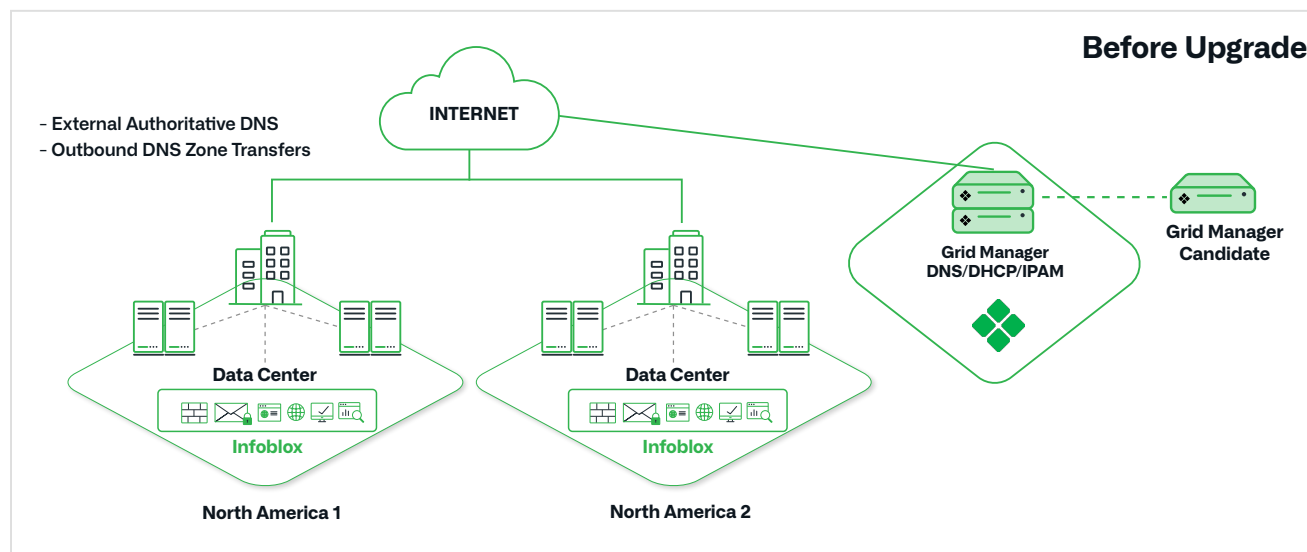 Before Upgrade
INTERNET
- External Authoritative DNS
- Outbound DNS Zone Transfers
Grid Manager
DNS/DHCP/IPAM
Grid Manager
Candidate
Data Center
Infoblox
North America 1
Data Center
Infoblox
North America 2